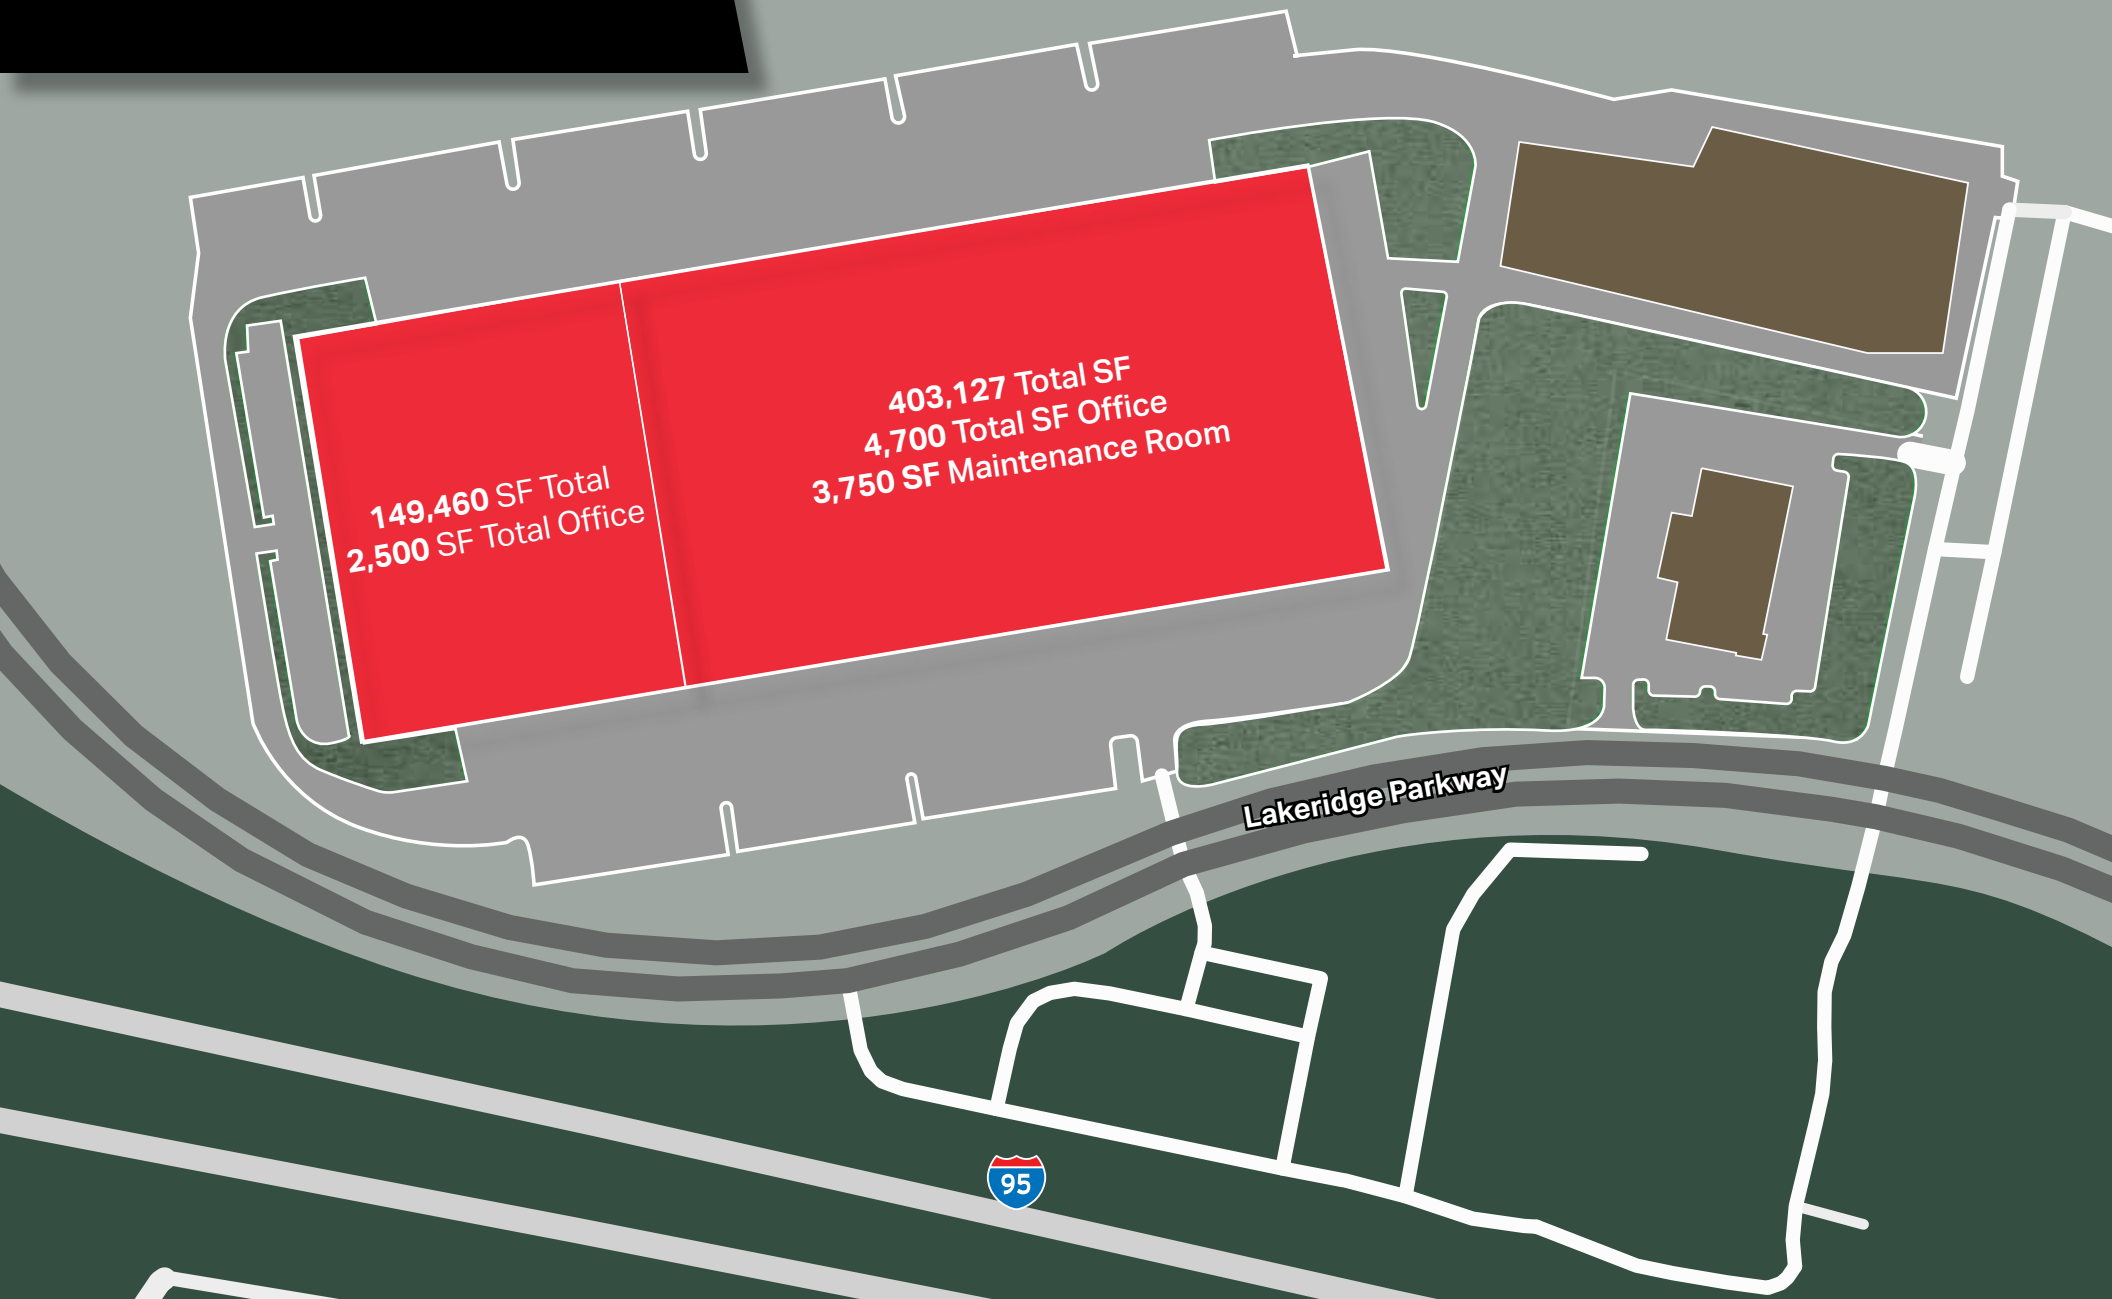 403,127 Total SF
4,700 Total SF Office
3,750 SF Maintenance Room
149,460 SF Total
2,500 SF Total Office
Lakeridge Parkway
95